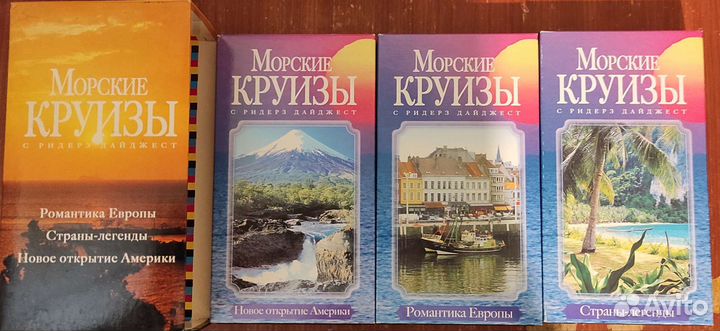 Морские
КРУИЗЫ
С РИДЕРЗ ДАЙДЖЕСТ
Романтика Европы
Страны-легенды
Новое открытие Америки
Морские
КРУИЗЫ
С РИДЕРЗ ДАЙДЖЕСТ
Новое открытие Америки
Морские
КРУИЗЫ
С РИДЕРЗ ДАЙДЖЕСТ
Романтика Европы
Морские
КРУИЗЫ
С РИДЕРЗ ДАЙДЖЕСТ
Страны-легенды
Avito